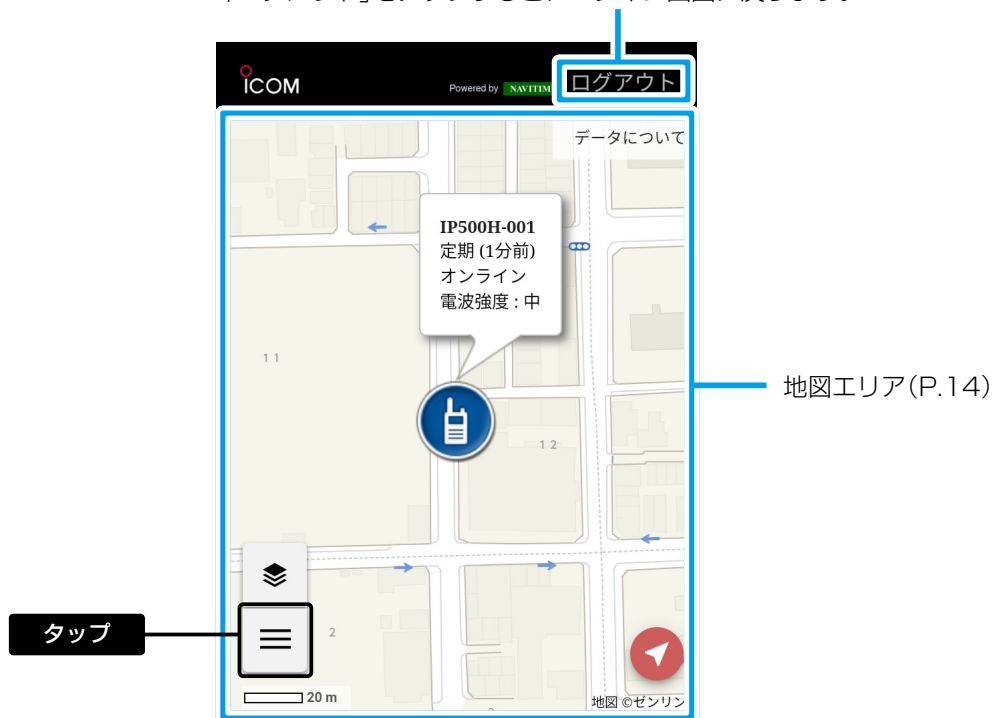 ICOM
Powered by NAVITIM
ログアウト
データについて
IP500H-001
定期 (1分前)
オンライン
電波強度 : 中
11
地図エリア(P.14)
12
タップ
2
20 m
地図 ©ゼンリン